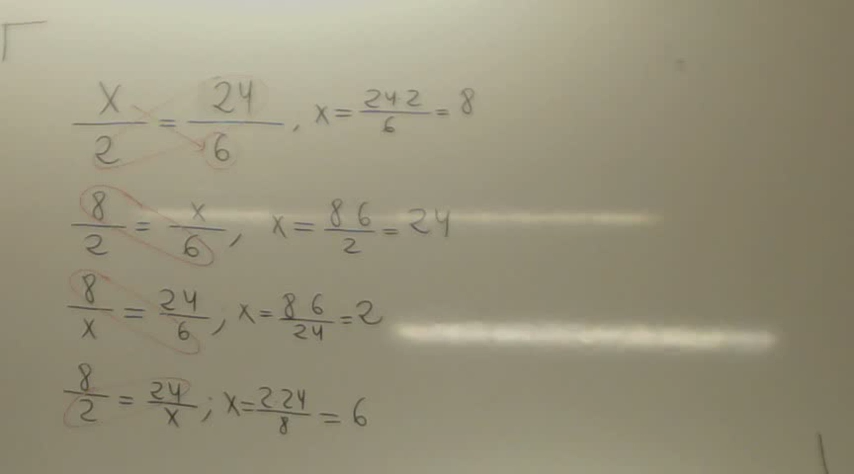 x/2 = 24/6, x = 24 2/6 = 8
8/2 = x/6, x = 8 6/2 = 24
8/x = 24/6, x = 8 6/24 = 2
8/2 = 24/x; x = 2 24/8 = 6